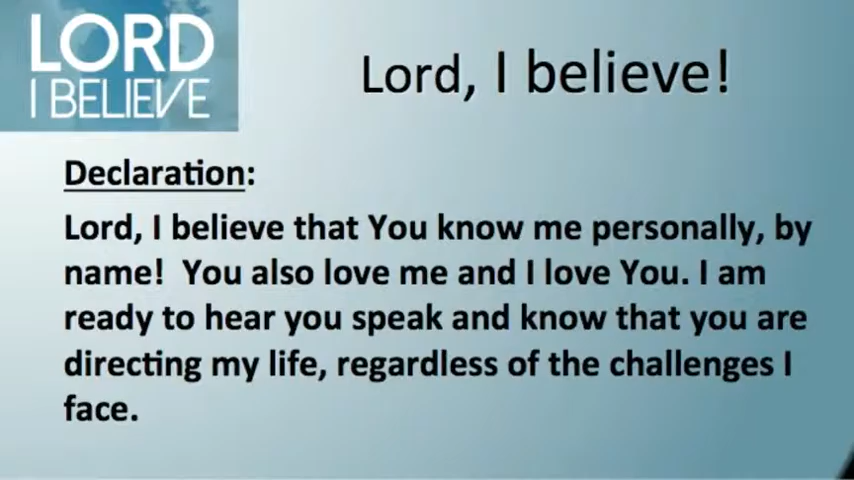 LORD
I BELIEVE
Lord, I believe!
Declaration:
Lord, I believe that You know me personally, by
name!  You also love me and I love You. I am
ready to hear you speak and know that you are
directing my life, regardless of the challenges I
face.